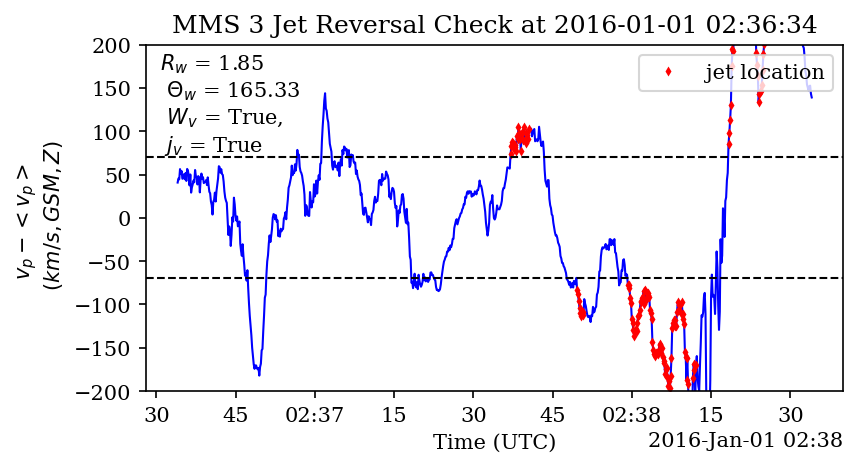 MMS 3 Jet Reversal Check at 2016-01-01 02:36:34
R_w = 1.85
Θ_w = 165.33
W_v = True,
j_v = True
jet location
v_p − <v_p>
(km/s, GSM, Z)
200
150
100
50
0
−50
−100
−150
−200
30 45 02:37 15 30 45 02:38 15 30
Time (UTC)
2016-Jan-01 02:38